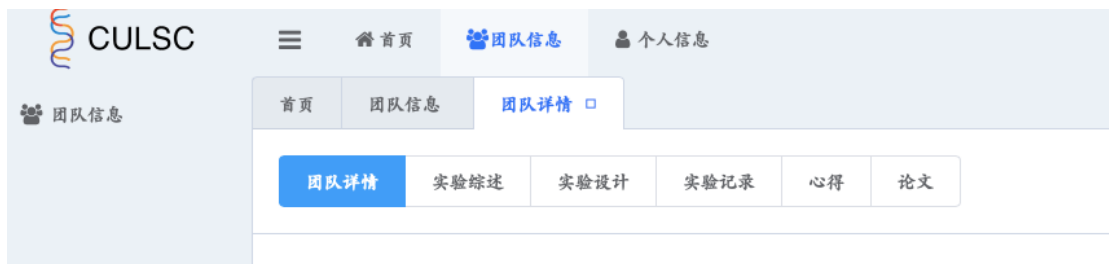 CULSC
首页 团队信息 个人信息
团队信息
首页 团队信息 团队详情
团队详情 实验综述 实验设计 实验记录 心得 论文